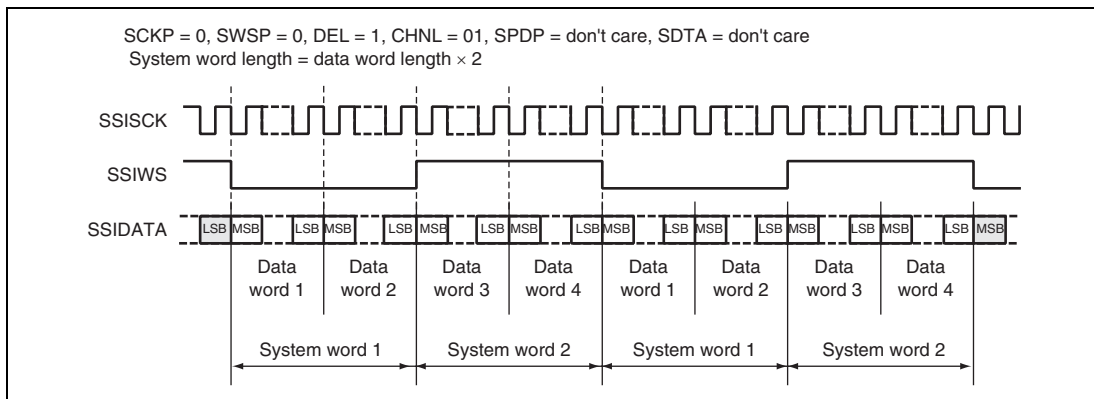 SCKP = 0, SWSP = 0, DEL = 1, CHNL = 01, SPDP = don't care, SDTA = don't care
System word length = data word length × 2
SSISCK
SSIWS
SSIDATA
LSB MSB LSB MSB LSB MSB LSB MSB LSB MSB LSB MSB LSB MSB LSB MSB LSB MSB
Data word 1
Data word 2
Data word 3
Data word 4
Data word 1
Data word 2
Data word 3
Data word 4
System word 1
System word 2
System word 1
System word 2